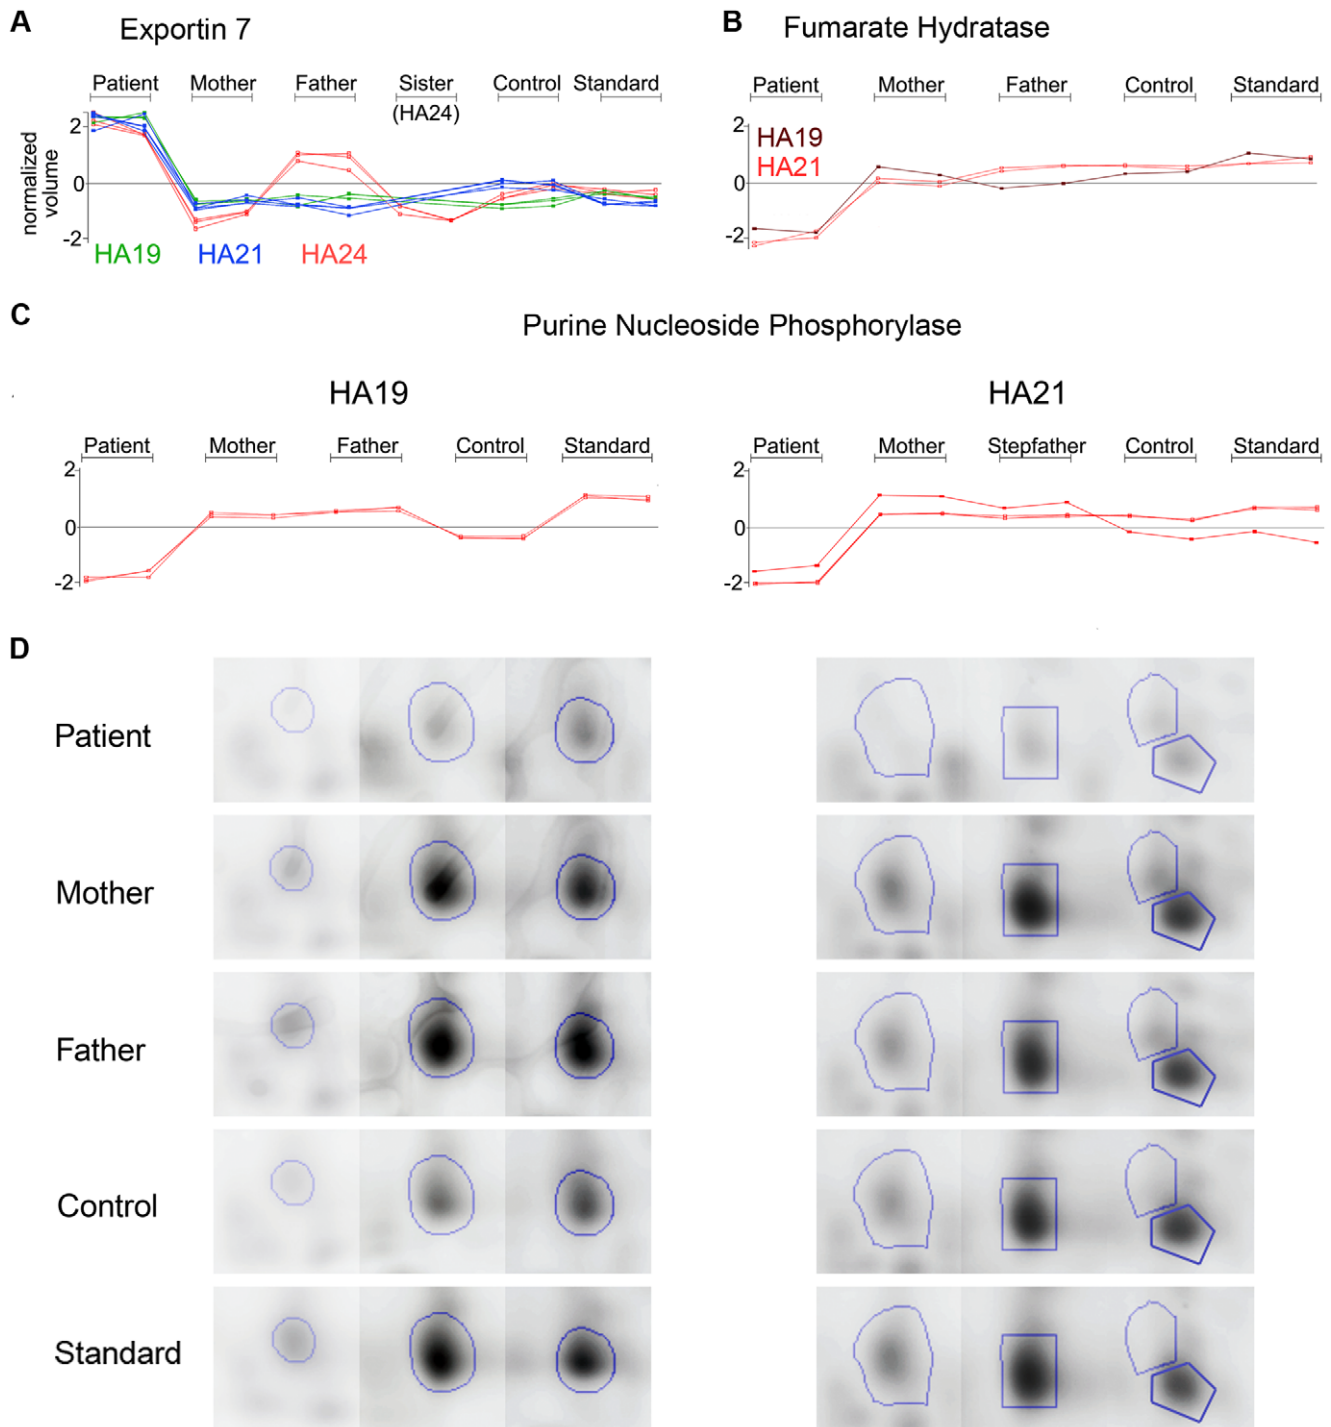 A
Exportin 7
Patient Mother Father Sister Control Standard
(HA24)
2
0
-2
normalized
volume
HA19 HA21 HA24
B
Fumarate Hydratase
Patient Mother Father Control Standard
2
HA19
HA21
0
-2
C
Purine Nucleoside Phosphorylase
HA19
Patient Mother Father Control Standard
2
0
-2
HA21
Patient Mother Stepfather Control Standard
2
0
-2
D
Patient
Mother
Father
Control
Standard